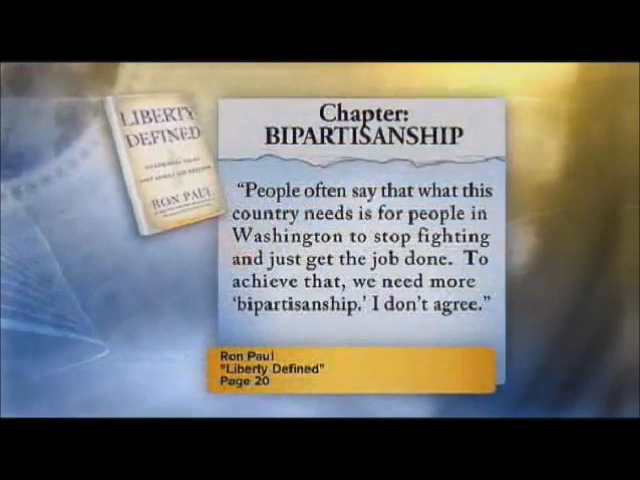 LIBERTY
DEFINED
RON PAUL
Chapter:
BIPARTISANSHIP
“People often say that what this
country needs is for people in
Washington to stop fighting
and just get the job done.  To
achieve that, we need more
‘bipartisanship.’ I don’t agree.”
Ron Paul
"Liberty Defined"
Page 20